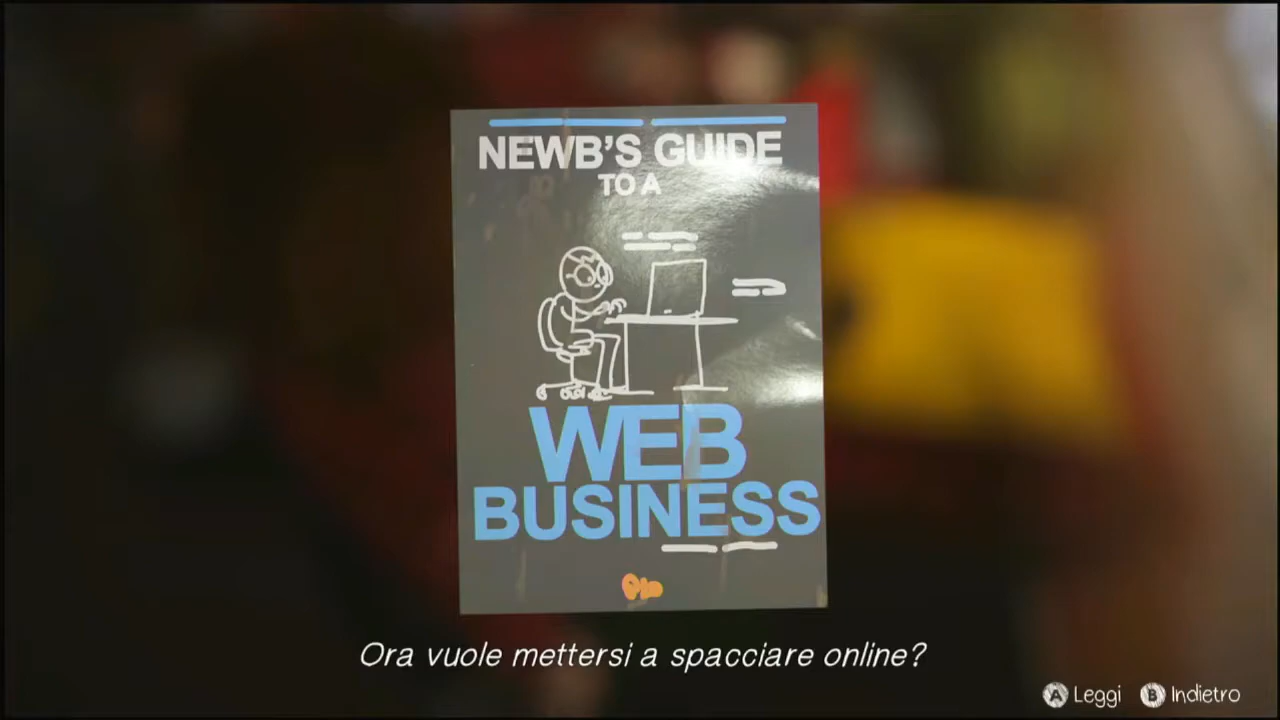 NEWB'S GUIDE
TO A
WEB
BUSINESS
Ora vuole mettersi a spacciare online?
A Leggi B Indietro